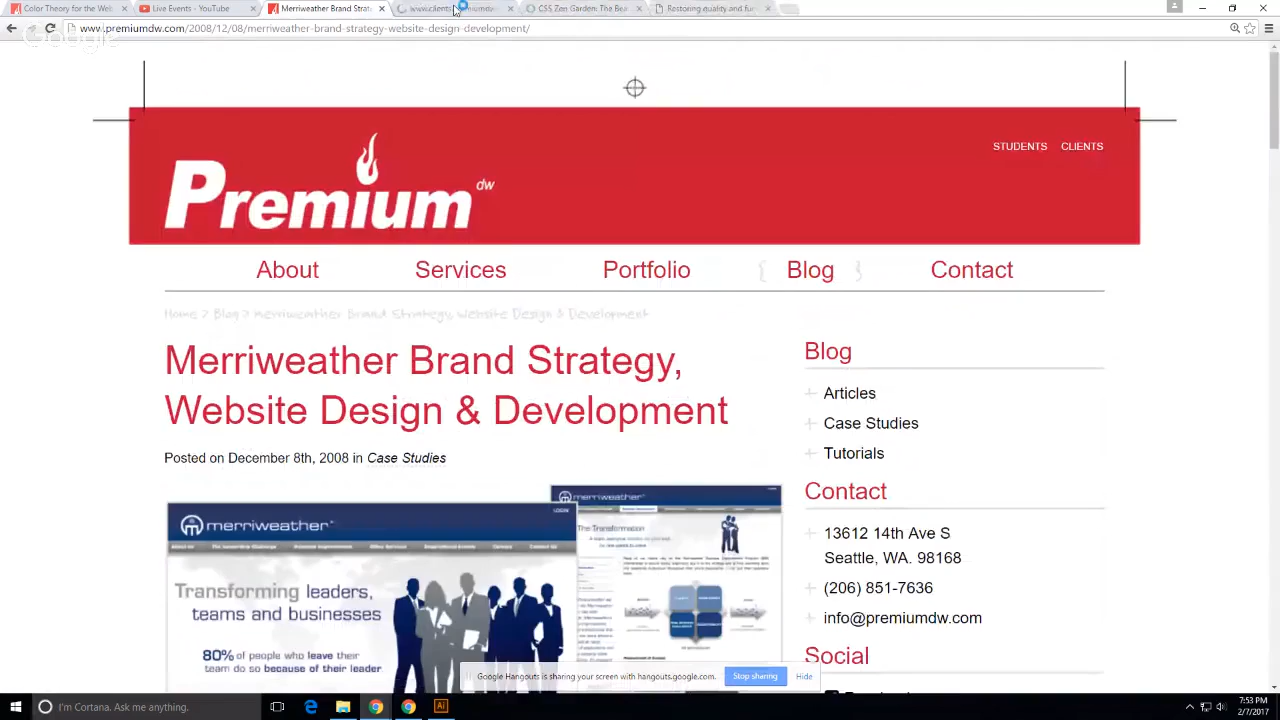 Color Theory for the Web
Live Events - YouTube
Merriweather Brand Strate
www.clients.premiumdw
CSS Zen Garden: The Bea
Restoring quality and fu
www.premiumdw.com/2008/12/08/merriweather-brand-strategy-website-design-development/
Google
STUDENTS CLIENTS
Premium dw
About Services Portfolio { Blog } Contact
Home > Blog > Merriweather Brand Strategy, Website Design & Development
Merriweather Brand Strategy,
Website Design & Development
Posted on December 8th, 2008 in Case Studies
Blog
Articles
Case Studies
Tutorials
Contact
Seattle, WA, 98168
(206) 851-7636
info@premiumdw.com
Social
merriweather
LOGIN
Transforming leaders,
teams and businesses
80% of people who leave their
team do so because of their leader.
merriweather
The Transformation
Google Hangouts is sharing your screen with hangouts.google.com.
Stop sharing
Hide
I'm Cortana. Ask me anything.
Ai
7:53 PM
2/7/2017